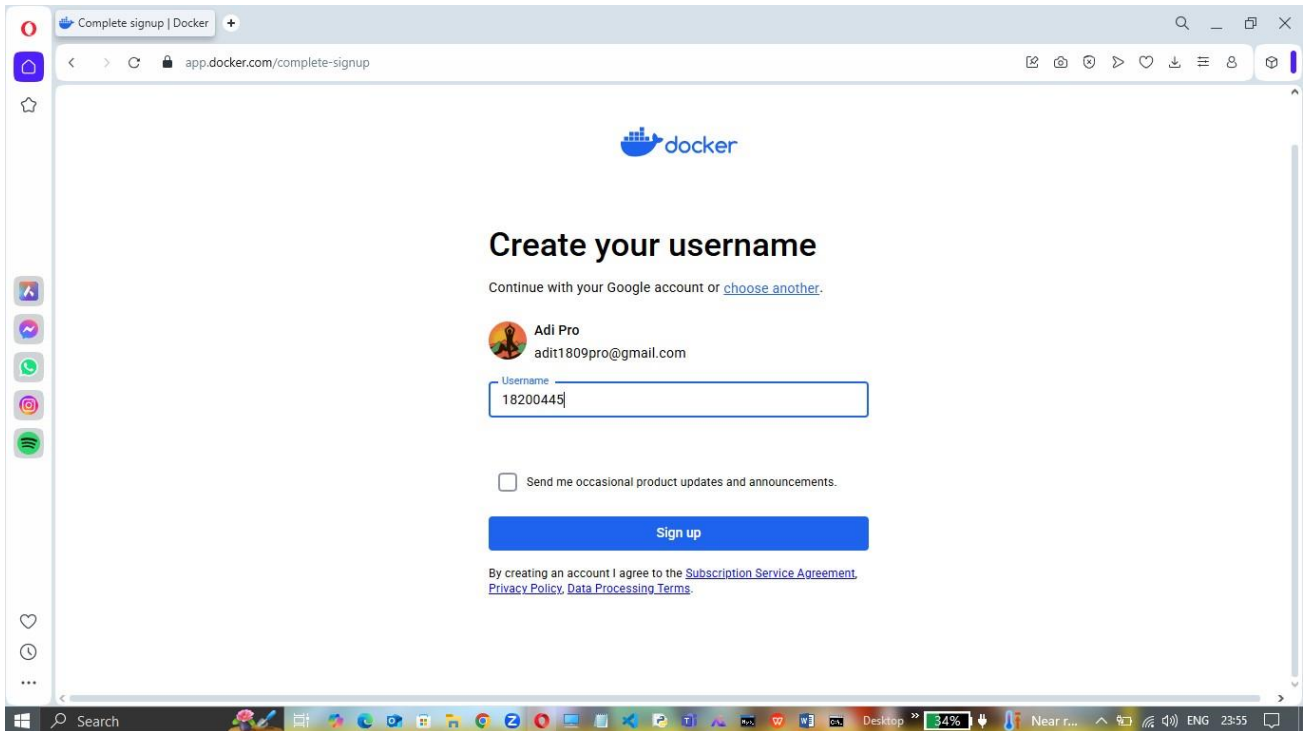 Complete signup | Docker
app.docker.com/complete-signup
docker
Create your username
Continue with your Google account or choose another.
Adi Pro
adit1809pro@gmail.com
Username
18200445
Send me occasional product updates and announcements.
Sign up
By creating an account I agree to the Subscription Service Agreement,
Privacy Policy, Data Processing Terms.
Search
Desktop
34%
Near r...
ENG
23:55